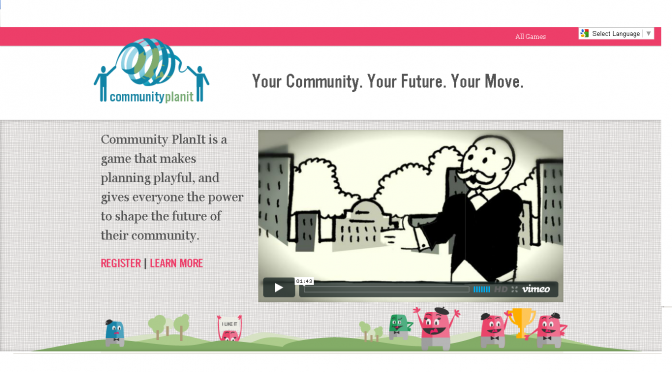 All Games
Select Language ▼
communityplanit
Your Community. Your Future. Your Move.
Community PlanIt is a
game that makes
planning playful, and
gives everyone the power
to shape the future of
their community.
REGISTER | LEARN MORE
01:43
HD
vimeo
I LIKE IT